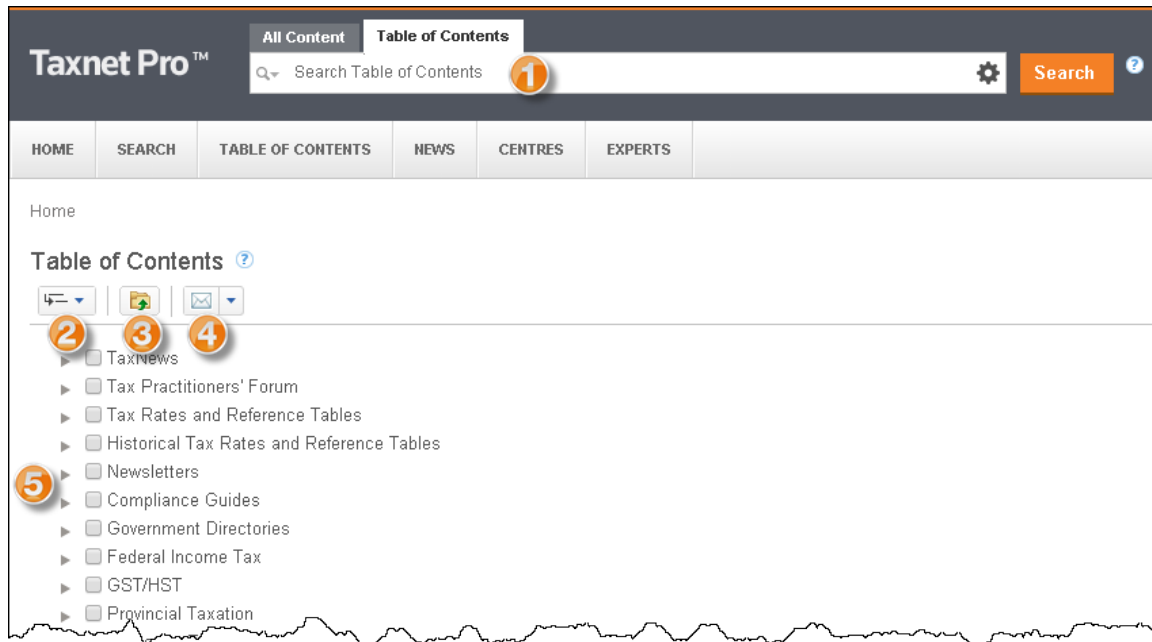 All Content Table of Contents
Taxnet Pro™
Search Table of Contents 1 Search ?
HOME SEARCH TABLE OF CONTENTS NEWS CENTRES EXPERTS
Home
Table of Contents ?
2 3 4
TaxNews
Tax Practitioners' Forum
Tax Rates and Reference Tables
Historical Tax Rates and Reference Tables
Newsletters
5
Compliance Guides
Government Directories
Federal Income Tax
GST/HST
Provincial Taxation